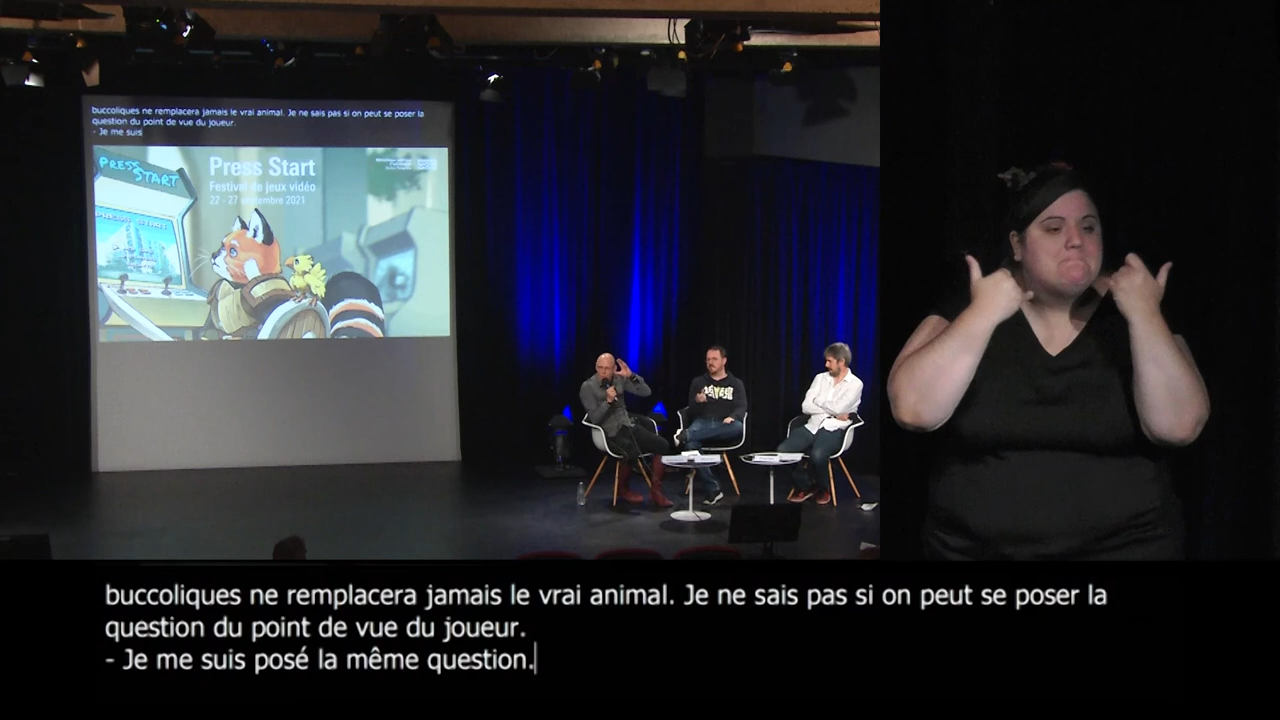 buccoliques ne remplacera jamais le vrai animal. Je ne sais pas si on peut se poser la
question du point de vue du joueur.
- Je me suis
PRESS
START
Press Start
Festival de jeux vidéo
22 - 27 septembre 2021
PRESS START
buccoliques ne remplacera jamais le vrai animal. Je ne sais pas si on peut se poser la
question du point de vue du joueur.
- Je me suis posé la même question.